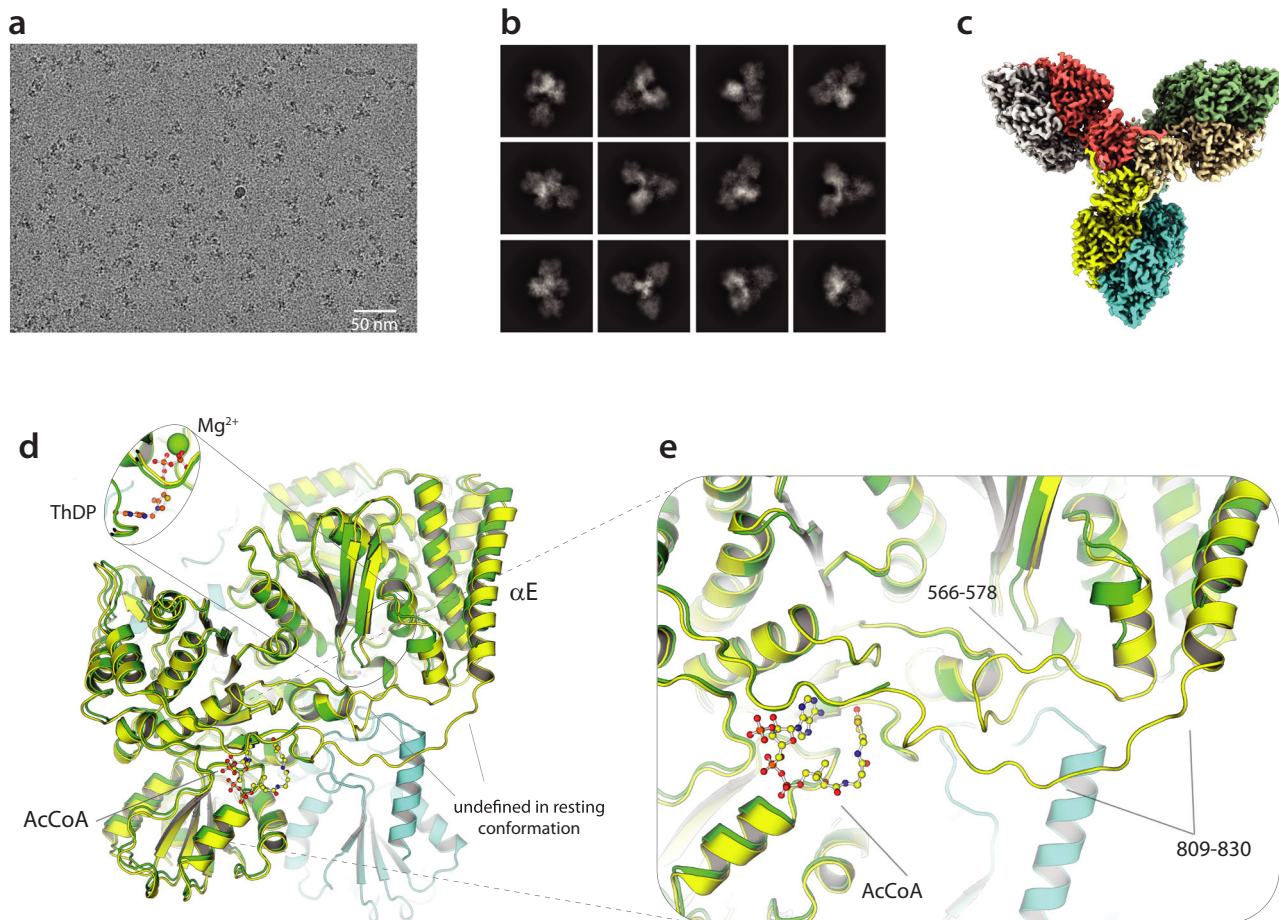 a
b
c
50 nm
d
e
Mg²⁺
ThDP
αE
566-578
AcCoA
undefined in resting
conformation
809-830
AcCoA